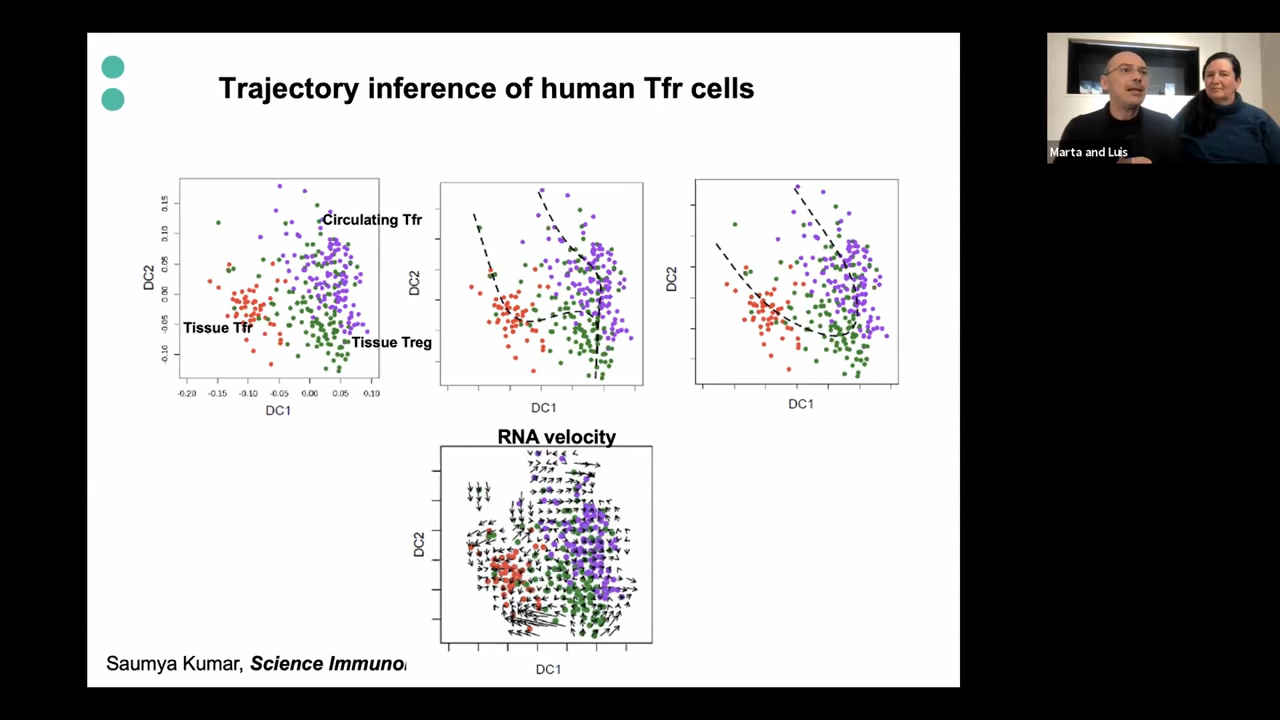 Trajectory inference of human Tfr cells
Marta and Luis
Circulating Tfr
Tissue Tfr
Tissue Treg
DC2
0.15
0.10
0.05
0.00
-0.05
-0.10
-0.20 -0.15 -0.10 -0.05 0.00 0.05 0.10
DC1
DC2
DC1
DC2
DC1
RNA velocity
DC2
DC1
Saumya Kumar, Science Immuno